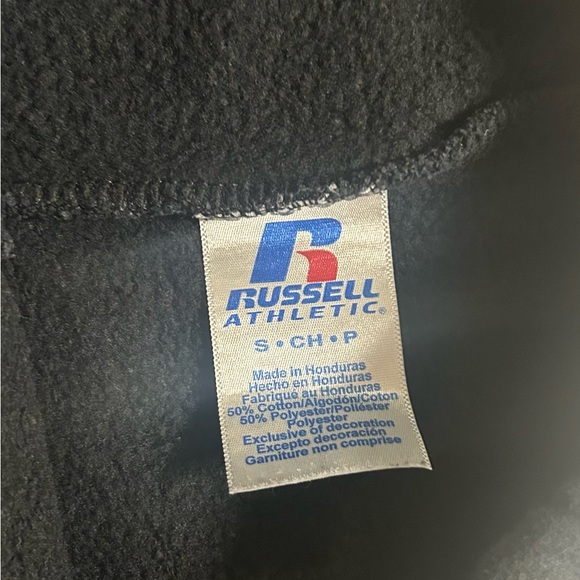 R
RUSSELL
ATHLETIC®
S • CH • P
Made in Honduras
Hecho en Honduras
Fabriqué au Honduras
50% Cotton/Algodón/Coton
50% Polyester/Poliéster
Polyester
Exclusive of decoration
Excepto decoración
Garniture non comprise